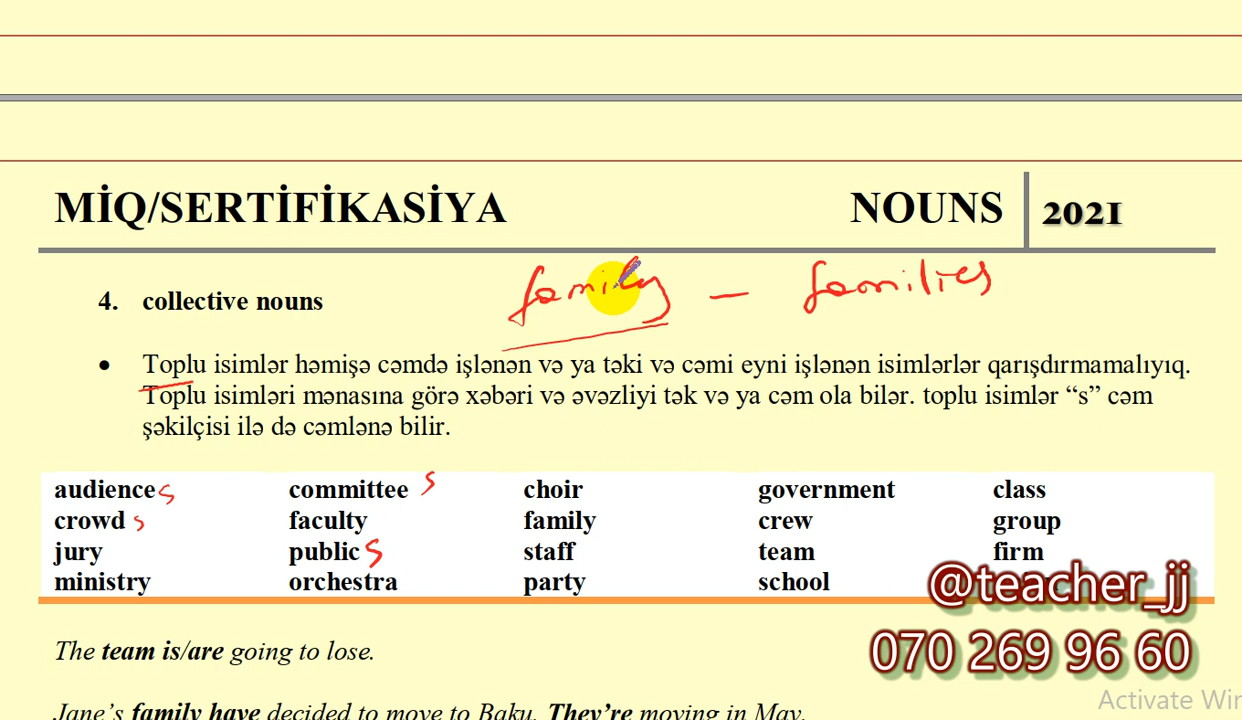 MİQ/SERTİFİKASİYA NOUNS 2021
family - families
4. collective nouns
• Toplu isimlər həmişə cəmdə işlənən və ya təki və cəmi eyni işlənən isimlərlər qarışdırmamalıyıq.
Toplu isimləri mənasına görə xəbəri və əvəzliyi tək və ya cəm ola bilər. toplu isimlər “s” cəm
şəkilçisi ilə də cəmlənə bilir.
audience s committee s choir government class
crowd s faculty family crew group
jury public s staff team firm
ministry orchestra party school
@teacher_jj
The team is/are going to lose.
070 269 96 60
Activate Win
Jane’s family have decided to move to Baku. They’re moving in May.